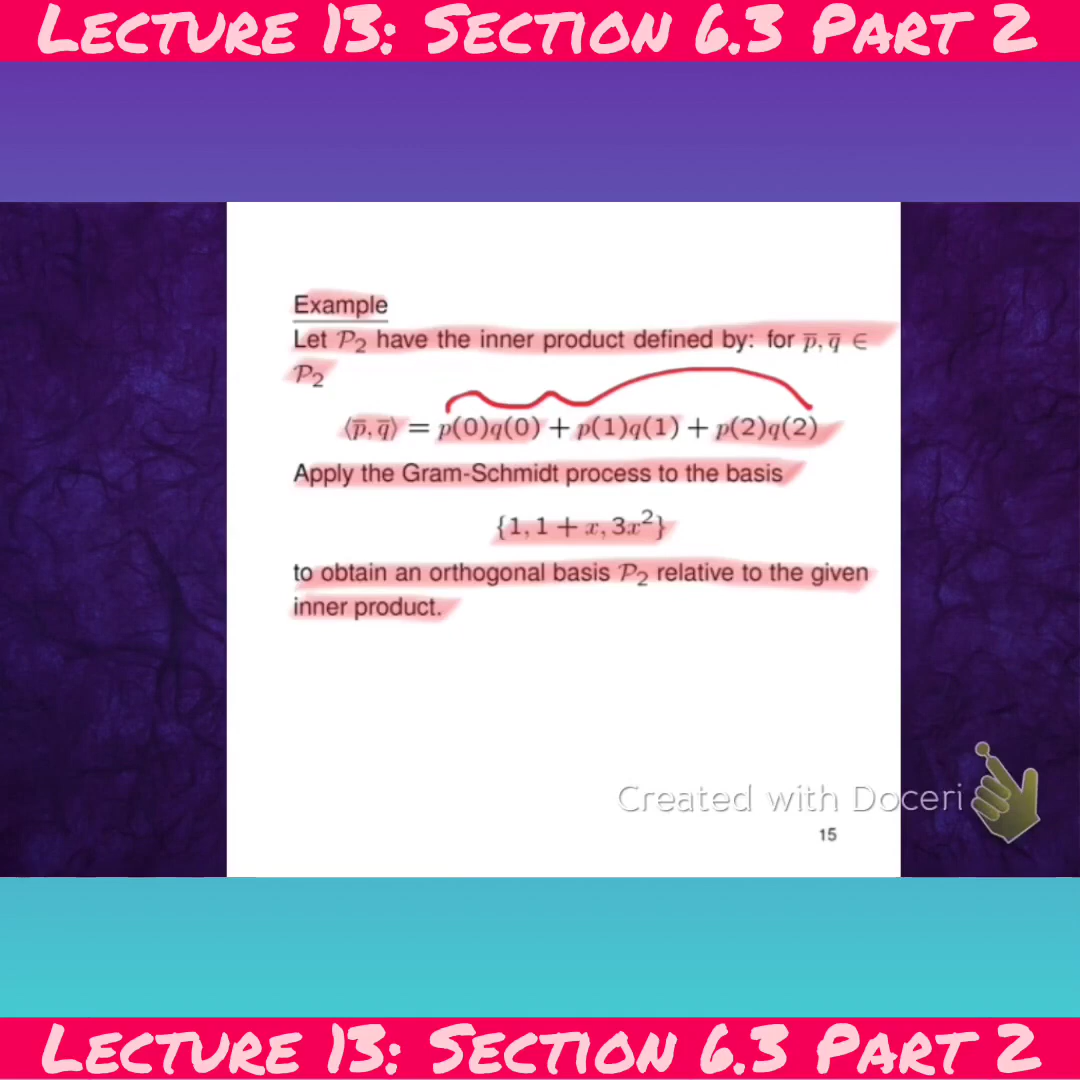 LECTURE 13: SECTION 6.3 PART 2
Example
Let 𝒫₂ have the inner product defined by: for p̅, q̅ ∈
𝒫₂
⟨p̅, q̅⟩ = p(0)q(0) + p(1)q(1) + p(2)q(2)
Apply the Gram-Schmidt process to the basis
{1, 1 + x, 3x²}
to obtain an orthogonal basis 𝒫₂ relative to the given
inner product.
Created with Doceri
15
LECTURE 13: SECTION 6.3 PART 2